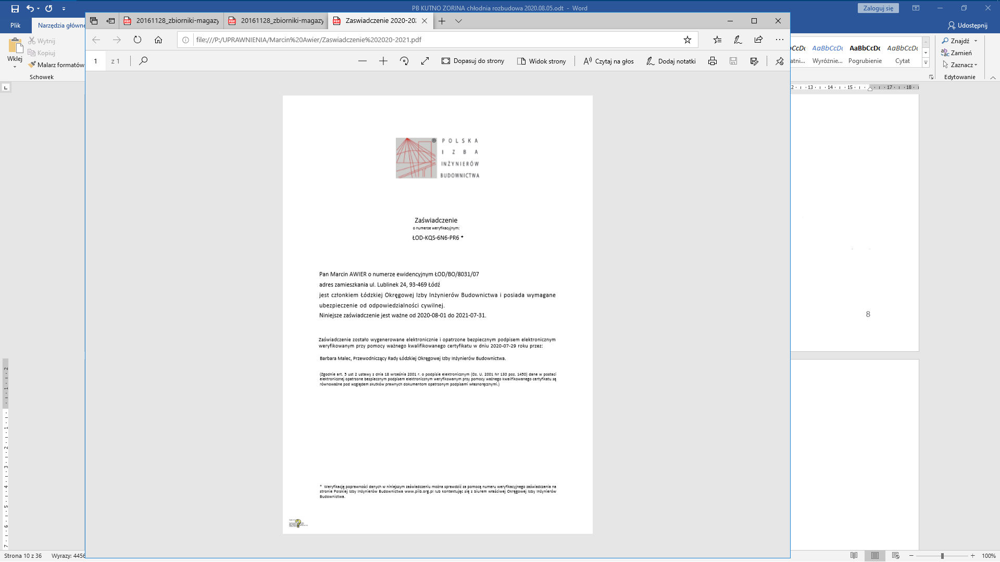 PB KUTNO ZORINA chłodnia rozbudowa 2020.08.05.odt - Word
Zaloguj się
Plik
Narzędzia główne
Udostępnij
Wklej
Wytnij
Kopiuj
Malarz formatów
Schowek
20161128_zbiorniki-magazy
20161128_zbiorniki-magazy
Zaswiadczenie 2020-202
file:///P:/UPRAWNIENIA/Marcin%20Awier/Zaswiadczenie%202020-2021.pdf
1 z 1
Dopasuj do strony
Widok strony
Czytaj na głos
Dodaj notatki
AaBbCcDc
AaBbCcDc
AaBbCcDc
Wyróżnie...
Pogrubienie
Cytat
Znajdź
Zamień
Zaznacz
Edytowanie
POLSKA
IZBA
INŻYNIERÓW
BUDOWNICTWA
Zaświadczenie
o numerze weryfikacyjnym:
ŁOD-KQS-6N6-PR6 *
Pan Marcin AWIER o numerze ewidencyjnym ŁOD/BO/8031/07
adres zamieszkania ul. Lublinek 24, 93-469 Łódź
jest członkiem Łódzkiej Okręgowej Izby Inżynierów Budownictwa i posiada wymagane
ubezpieczenie od odpowiedzialności cywilnej.
Niniejsze zaświadczenie jest ważne od 2020-08-01 do 2021-07-31.
Zaświadczenie zostało wygenerowane elektronicznie i opatrzone bezpiecznym podpisem elektronicznym
weryfikowanym przy pomocy ważnego kwalifikowanego certyfikatu w dniu 2020-07-29 roku przez:
Barbara Malec, Przewodniczący Rady Łódzkiej Okręgowej Izby Inżynierów Budownictwa.
(Zgodnie art. 5 ust 2 ustawy z dnia 18 września 2001 r. o podpisie elektronicznym (Dz. U. 2001 Nr 130 poz. 1450) dane w postaci
elektronicznej opatrzone bezpiecznym podpisem elektronicznym weryfikowanym przy pomocy ważnego kwalifikowanego certyfikatu są
równoważne pod względem skutków prawnych dokumentom opatrzonym podpisami własnoręcznymi.)
* Weryfikację poprawności danych w niniejszym zaświadczeniu można sprawdzić za pomocą numeru weryfikacyjnego zaświadczenia na
stronie Polskiej Izby Inżynierów Budownictwa www.piib.org.pl lub kontaktując się z biurem właściwej Okręgowej Izby Inżynierów
Budownictwa.
8
Strona 10 z 36
Wyrazy: 4456
100%